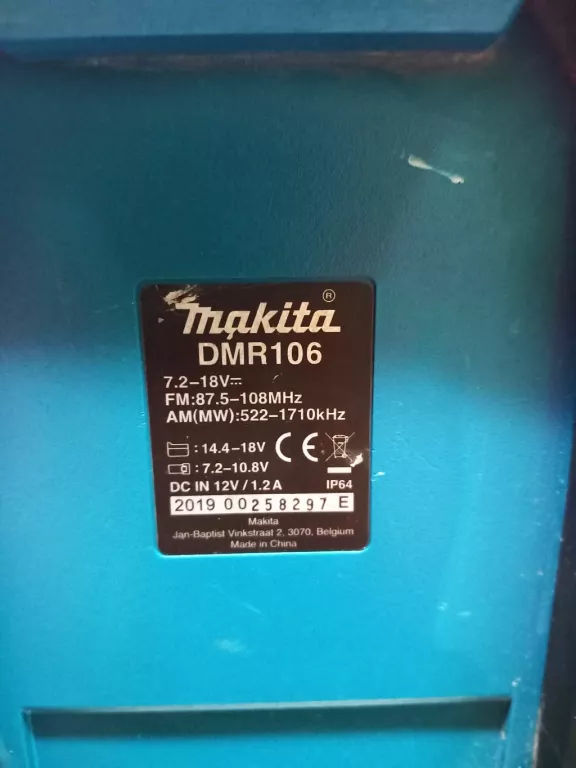 makita®
DMR106
7.2–18V⎓
FM:87.5–108MHz
AM(MW):522–1710kHz
: 14.4–18V
: 7.2–10.8V
CE
DC IN 12V / 1.2 A
IP64
2019 00258297 E
Makita
Jan-Baptist Vinkstraat 2, 3070, Belgium
Made in China